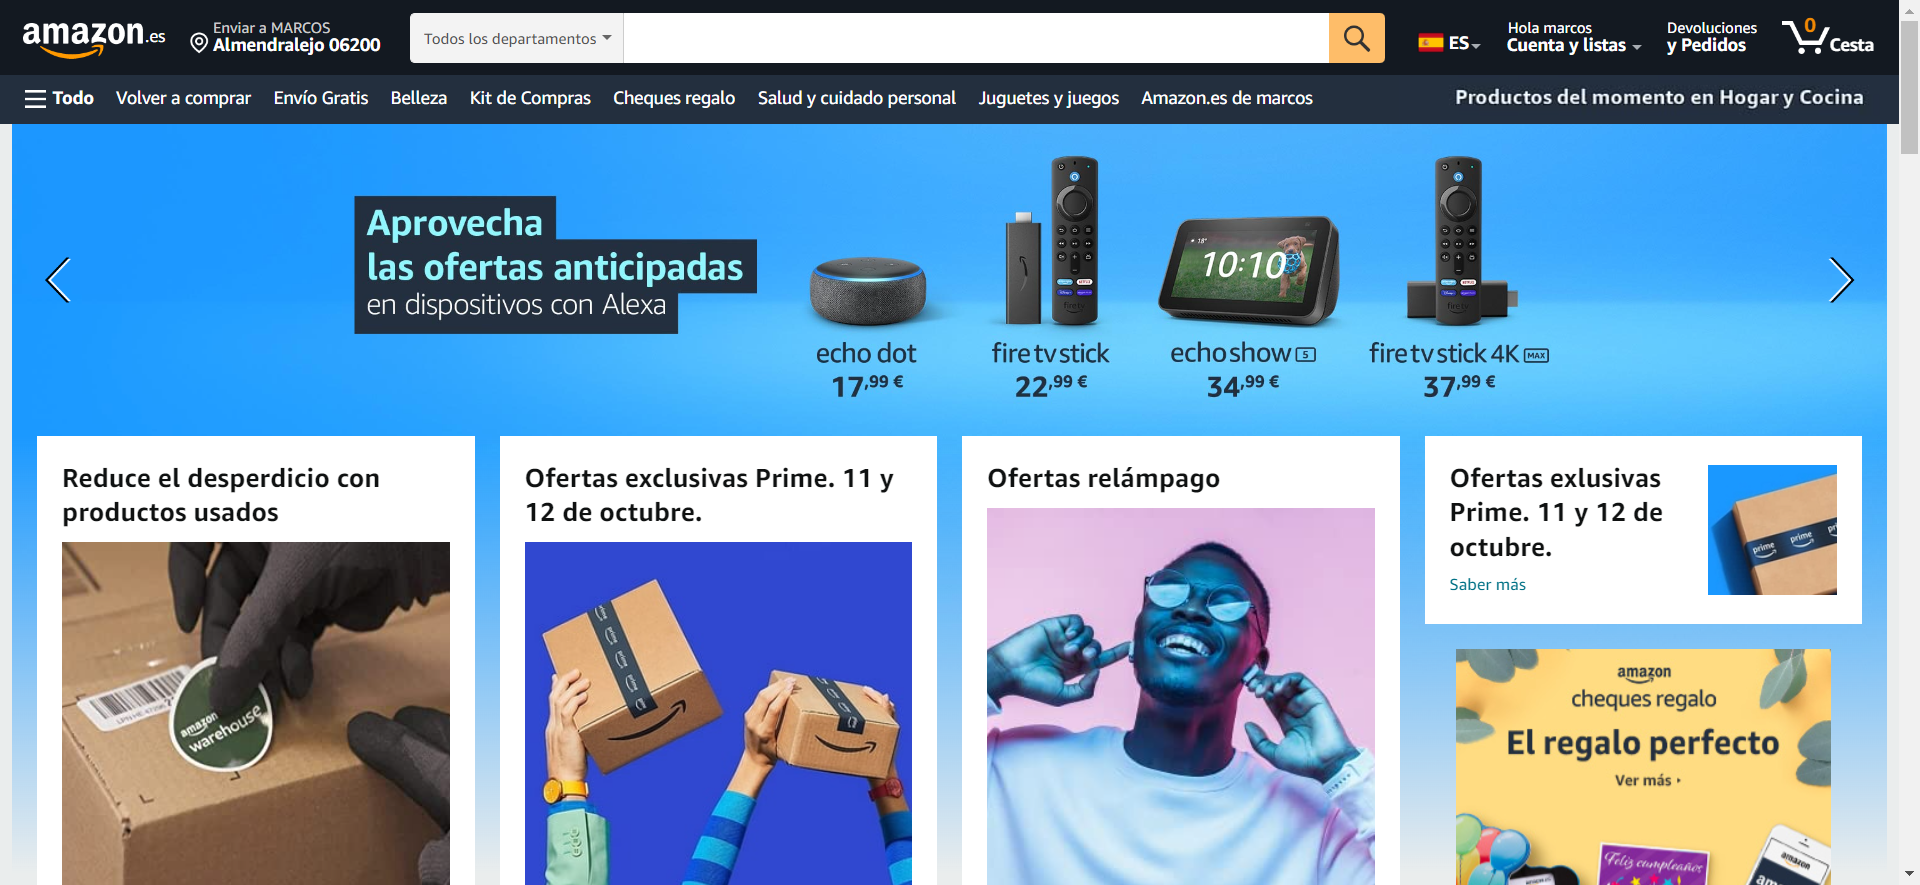 amazon.es
Enviar a MARCOS
Almendralejo 06200
Todos los departamentos
ES
Hola marcos
Cuenta y listas
Devoluciones
y Pedidos
0
Cesta
Todo
Volver a comprar
Envío Gratis
Belleza
Kit de Compras
Cheques regalo
Salud y cuidado personal
Juguetes y juegos
Amazon.es de marcos
Productos del momento en Hogar y Cocina
Aprovecha
las ofertas anticipadas
en dispositivos con Alexa
10:10
echo dot
17,99 €
fire tv stick
22,99 €
echo show 5
34,99 €
fire tv stick 4K MAX
37,99 €
Reduce el desperdicio con
productos usados
amazon
warehouse
Ofertas exclusivas Prime. 11 y
12 de octubre.
prime
prime
prime
Ofertas relámpago
Ofertas exlusivas
Prime. 11 y 12 de
octubre.
Saber más
prime
prime
amazon
cheques regalo
El regalo perfecto
Ver más
Feliz cumpleaños
amazon